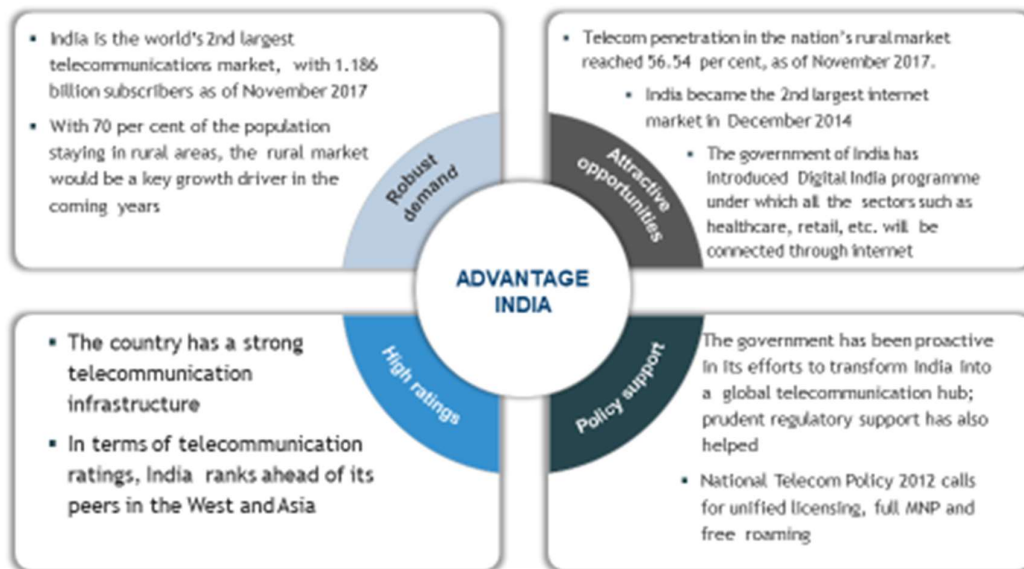 ▪ India is the world's 2nd largest
telecommunications market, with 1.186
billion subscribers as of November 2017
▪ With 70 per cent of the population
staying in rural areas, the rural market
would be a key growth driver in the
coming years
Robust
demand
▪ Telecom penetration in the nation's rural market
reached 56.54 per cent, as of November 2017.
▪ India became the 2nd largest internet
market in December 2014
▪ The government of India has
introduced Digital India programme
under which all the sectors such as
healthcare, retail, etc. will be
connected through internet
Attractive
opportunities
ADVANTAGE
INDIA
▪ The country has a strong
telecommunication
infrastructure
▪ In terms of telecommunication
ratings, India ranks ahead of its
peers in the West and Asia
High ratings
Policy support
The government has been proactive
in its efforts to transform India into
a global telecommunication hub;
prudent regulatory support has also
helped
▪ National Telecom Policy 2012 calls
for unified licensing, full MNP and
free roaming